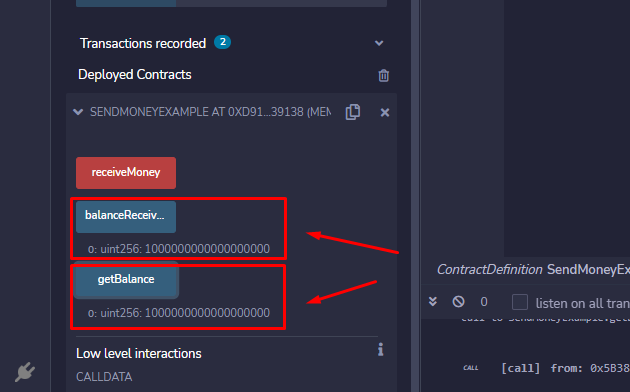 Transactions recorded 2
Deployed Contracts
SENDMONEYEXAMPLE AT 0XD91...39138 (MEM
receiveMoney
balanceReceiv...
0: uint256: 1000000000000000000
getBalance
0: uint256: 1000000000000000000
Low level interactions
CALLDATA
ContractDefinition SendMoneyEx
0
listen on all tran
call to SendMoneyExample.getB
CALL [call] from: 0x5B38